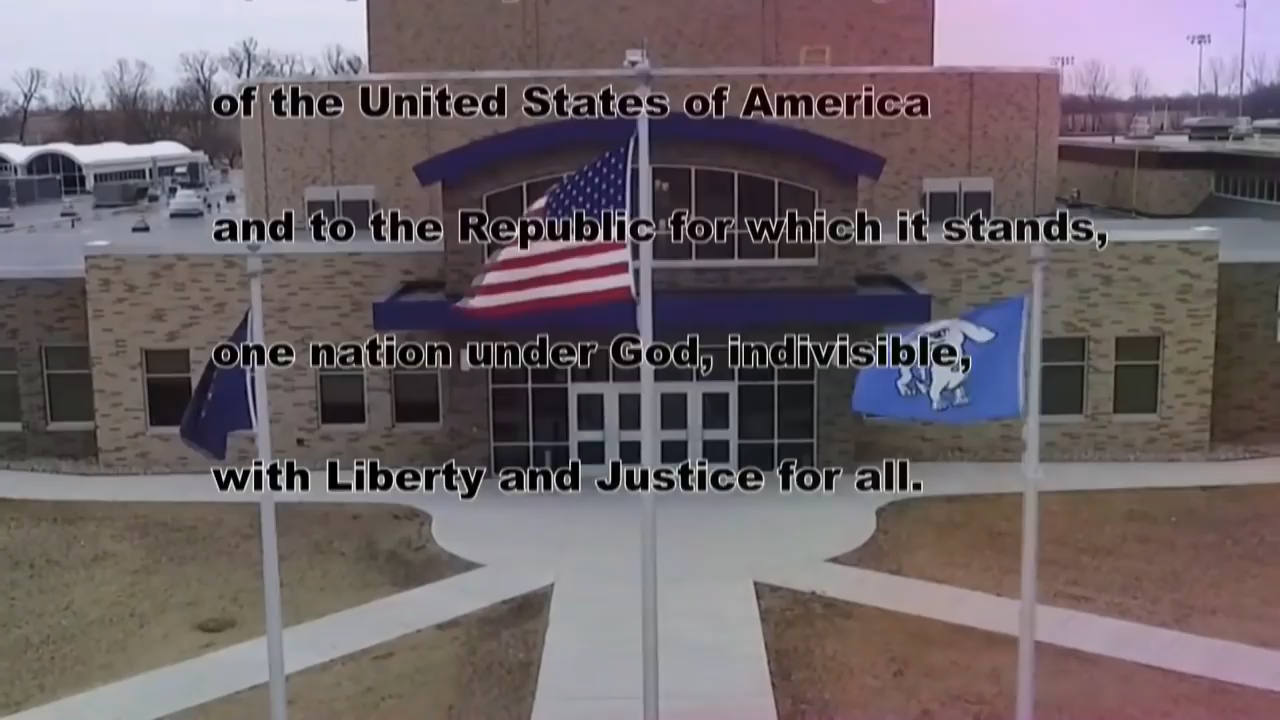 of the United States of America
and to the Republic for which it stands,
one nation under God, indivisible,
with Liberty and Justice for all.